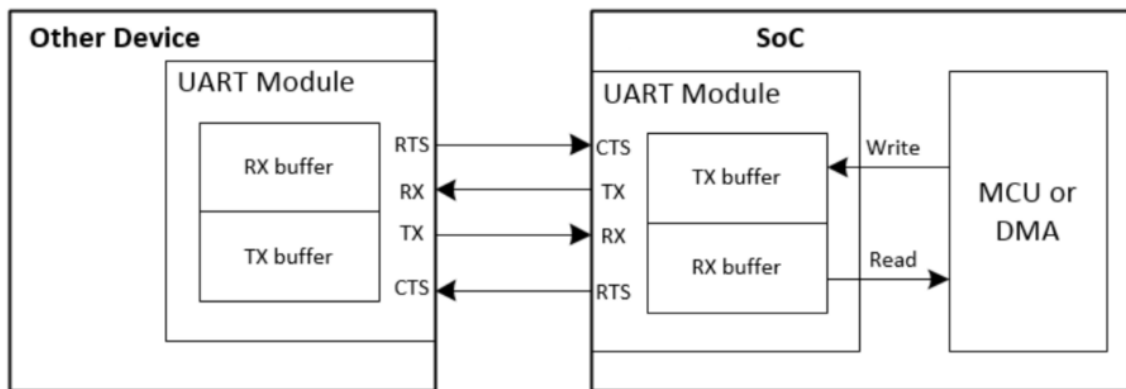 Other Device
UART Module
RX buffer
TX buffer
RTS
RX
TX
CTS
SoC
UART Module
CTS
TX
RX
RTS
TX buffer
RX buffer
Write
Read
MCU or
DMA